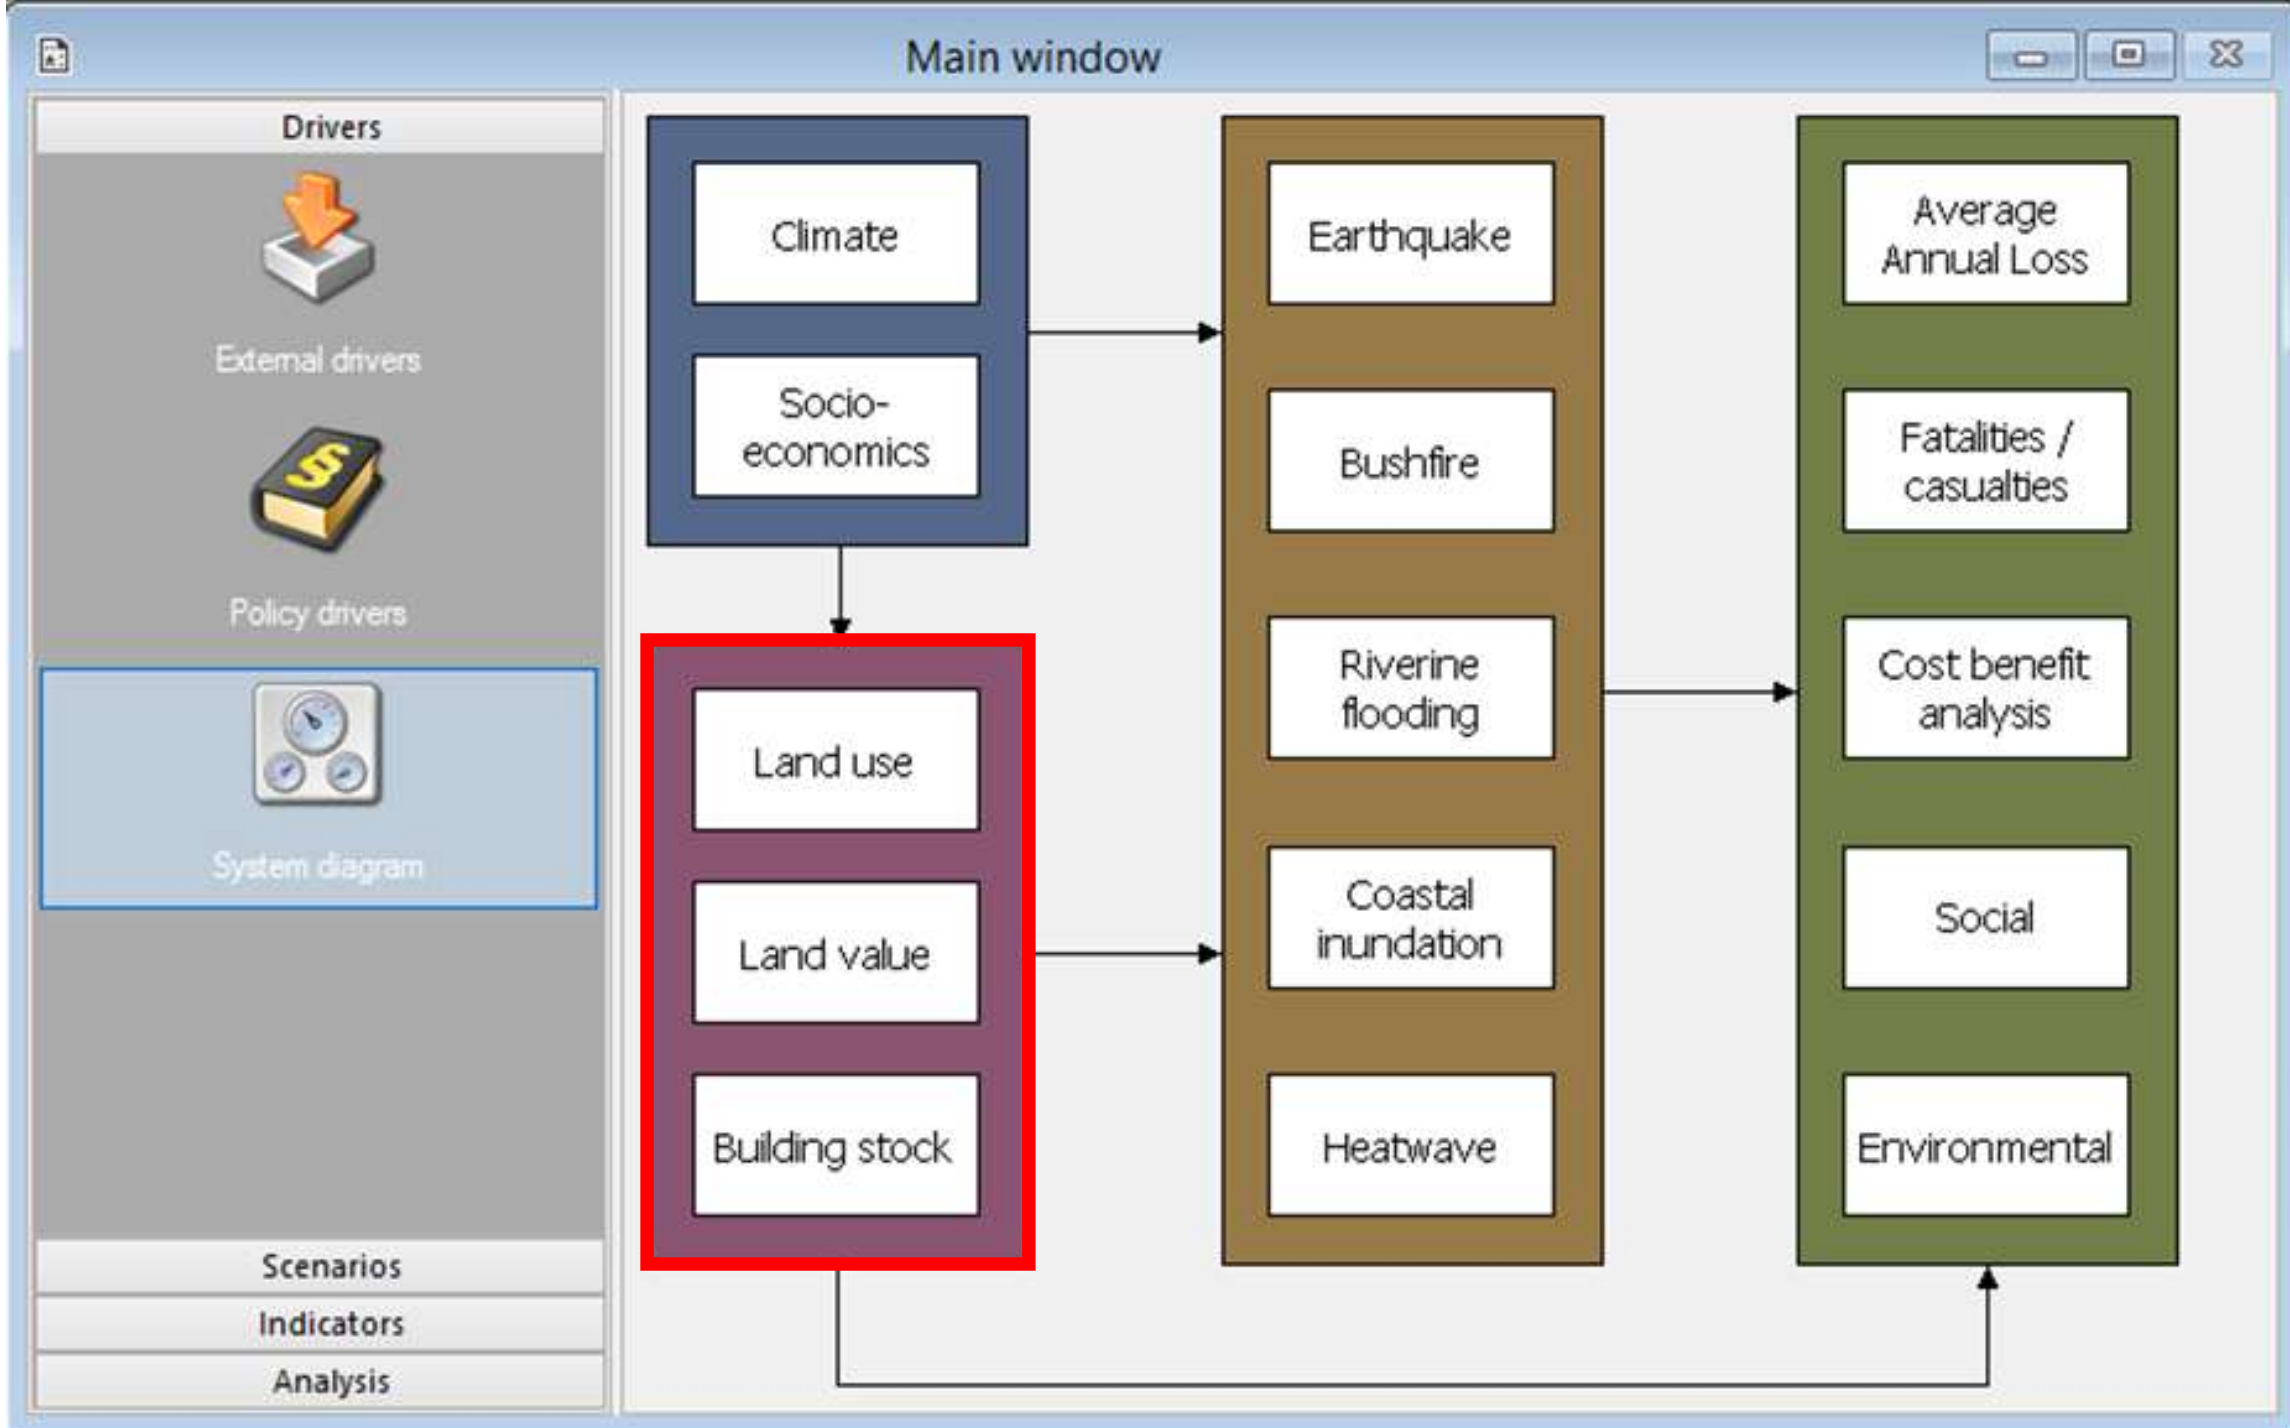 Main window
Drivers
External drivers
Policy drivers
System diagram
Scenarios
Indicators
Analysis
Climate
Socio-
economics
Land use
Land value
Building stock
Earthquake
Bushfire
Riverine
flooding
Coastal
inundation
Heatwave
Average
Annual Loss
Fatalities /
casualties
Cost benefit
analysis
Social
Environmental